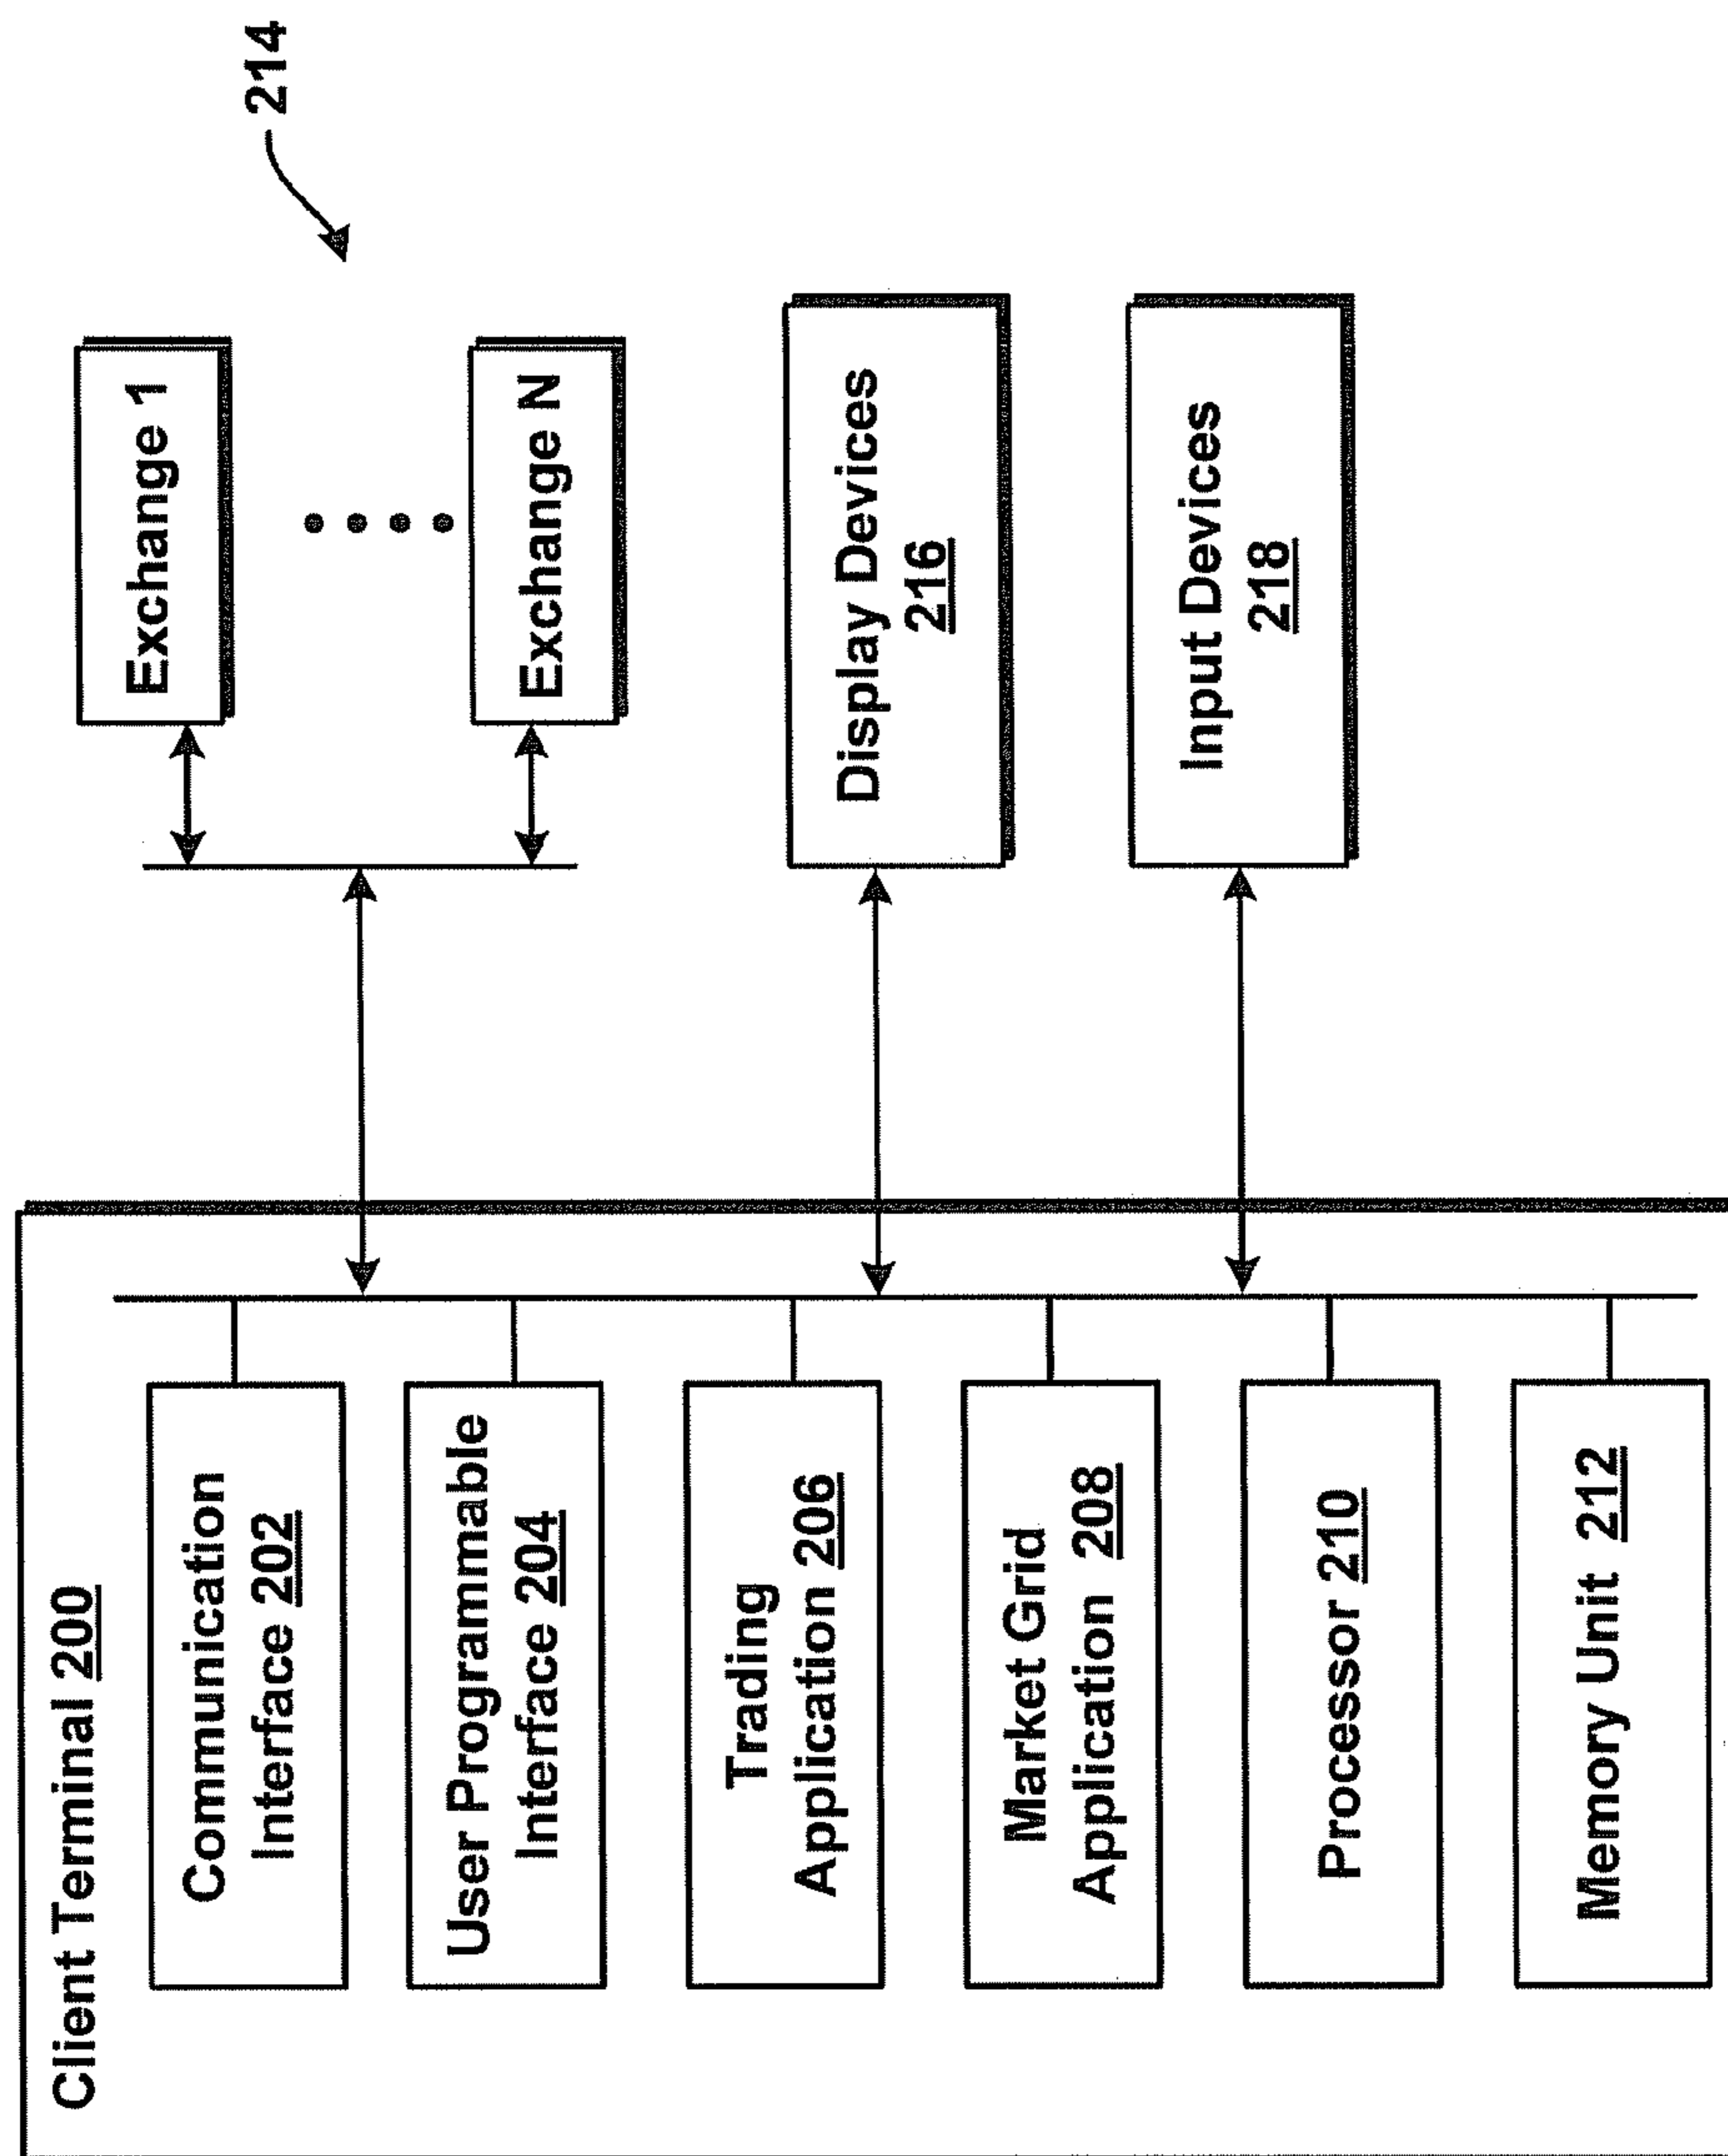 Client Terminal 200
Communication
Interface 202
User Programmable
Interface 204
Trading
Application 206
Market Grid
Application 208
Processor 210
Memory Unit 212
Exchange 1
Exchange N
214
Display Devices
216
Input Devices
218